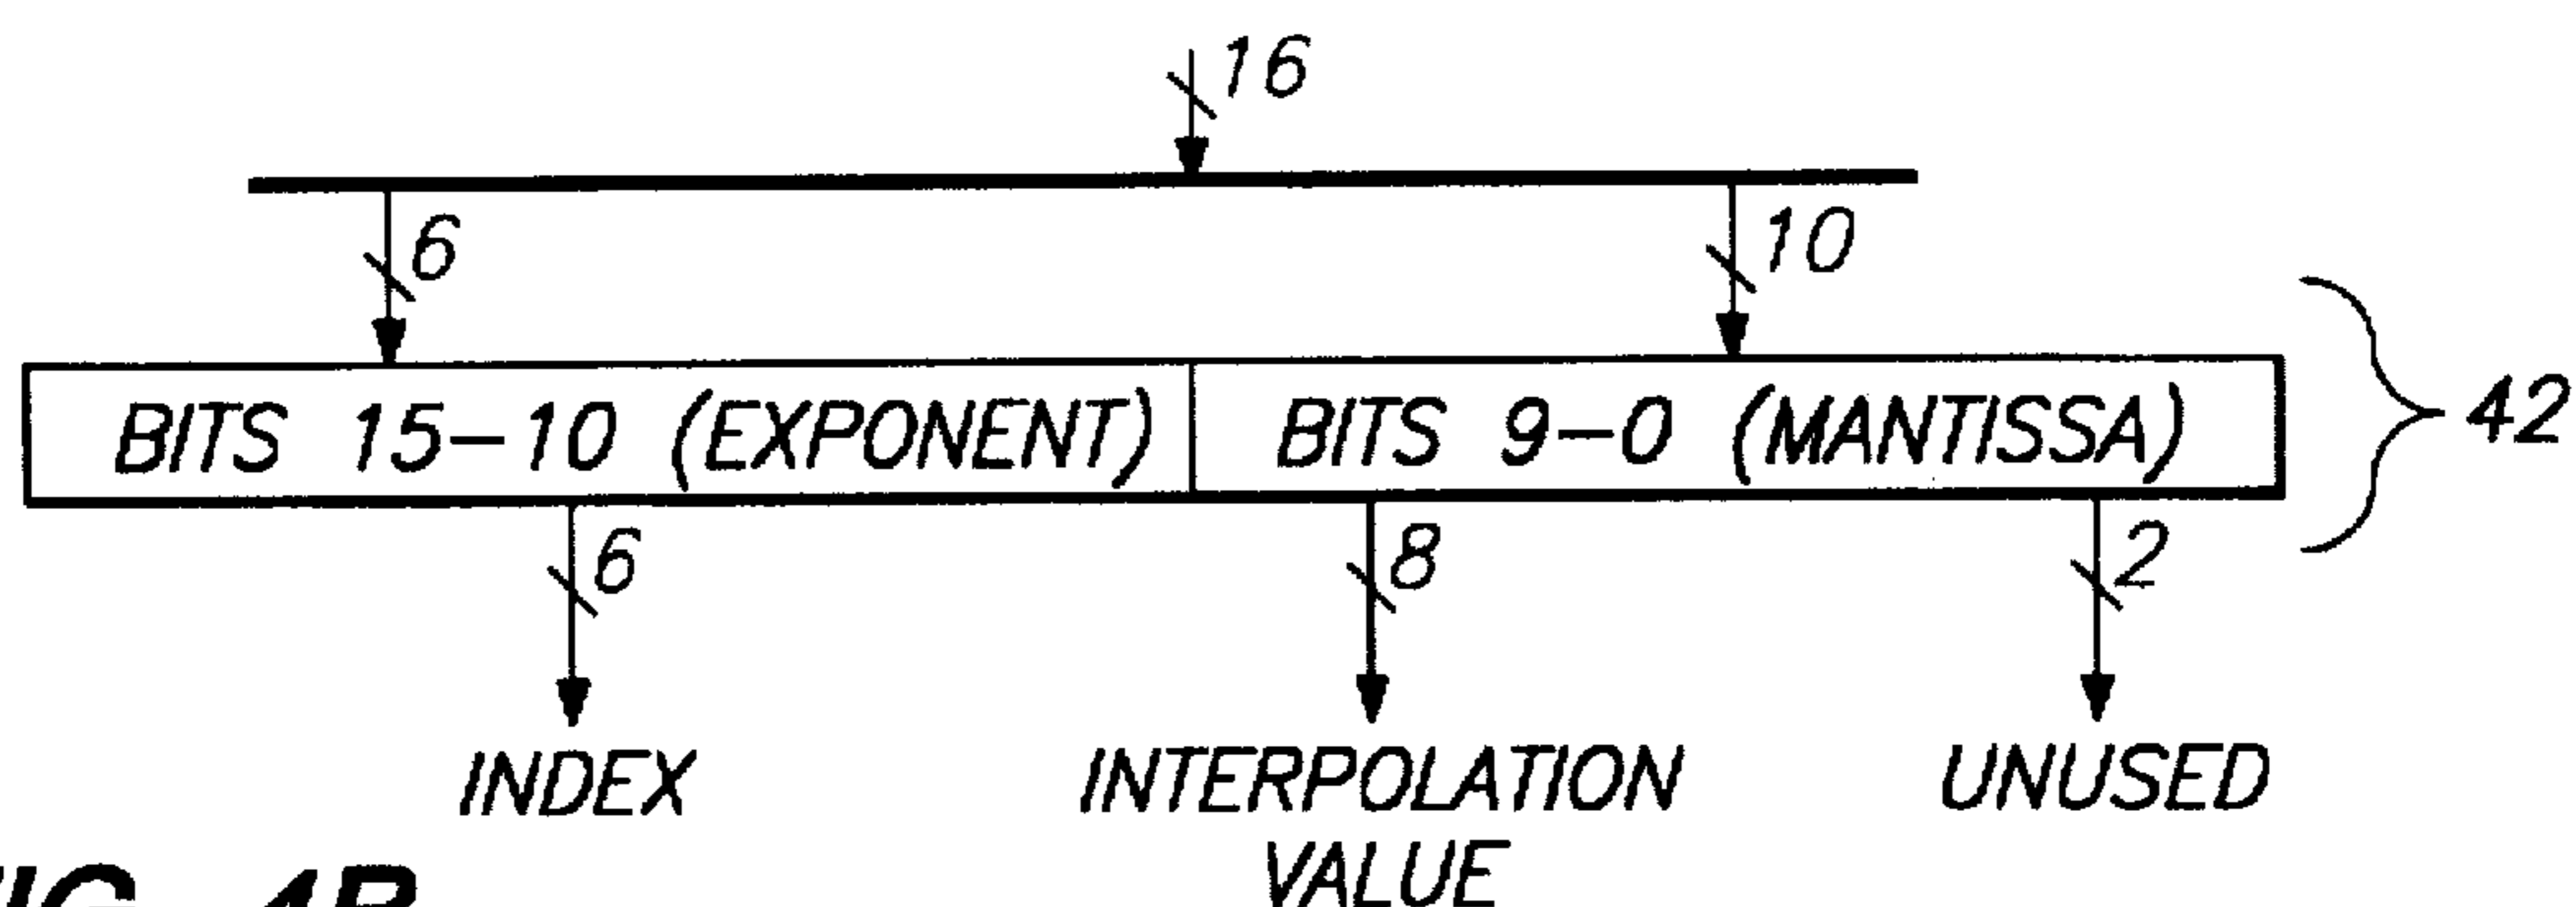 16
6
10
BITS 15-10 (EXPONENT)
BITS 9-0 (MANTISSA)
42
6
8
2
INDEX
INTERPOLATION
VALUE
UNUSED
4B